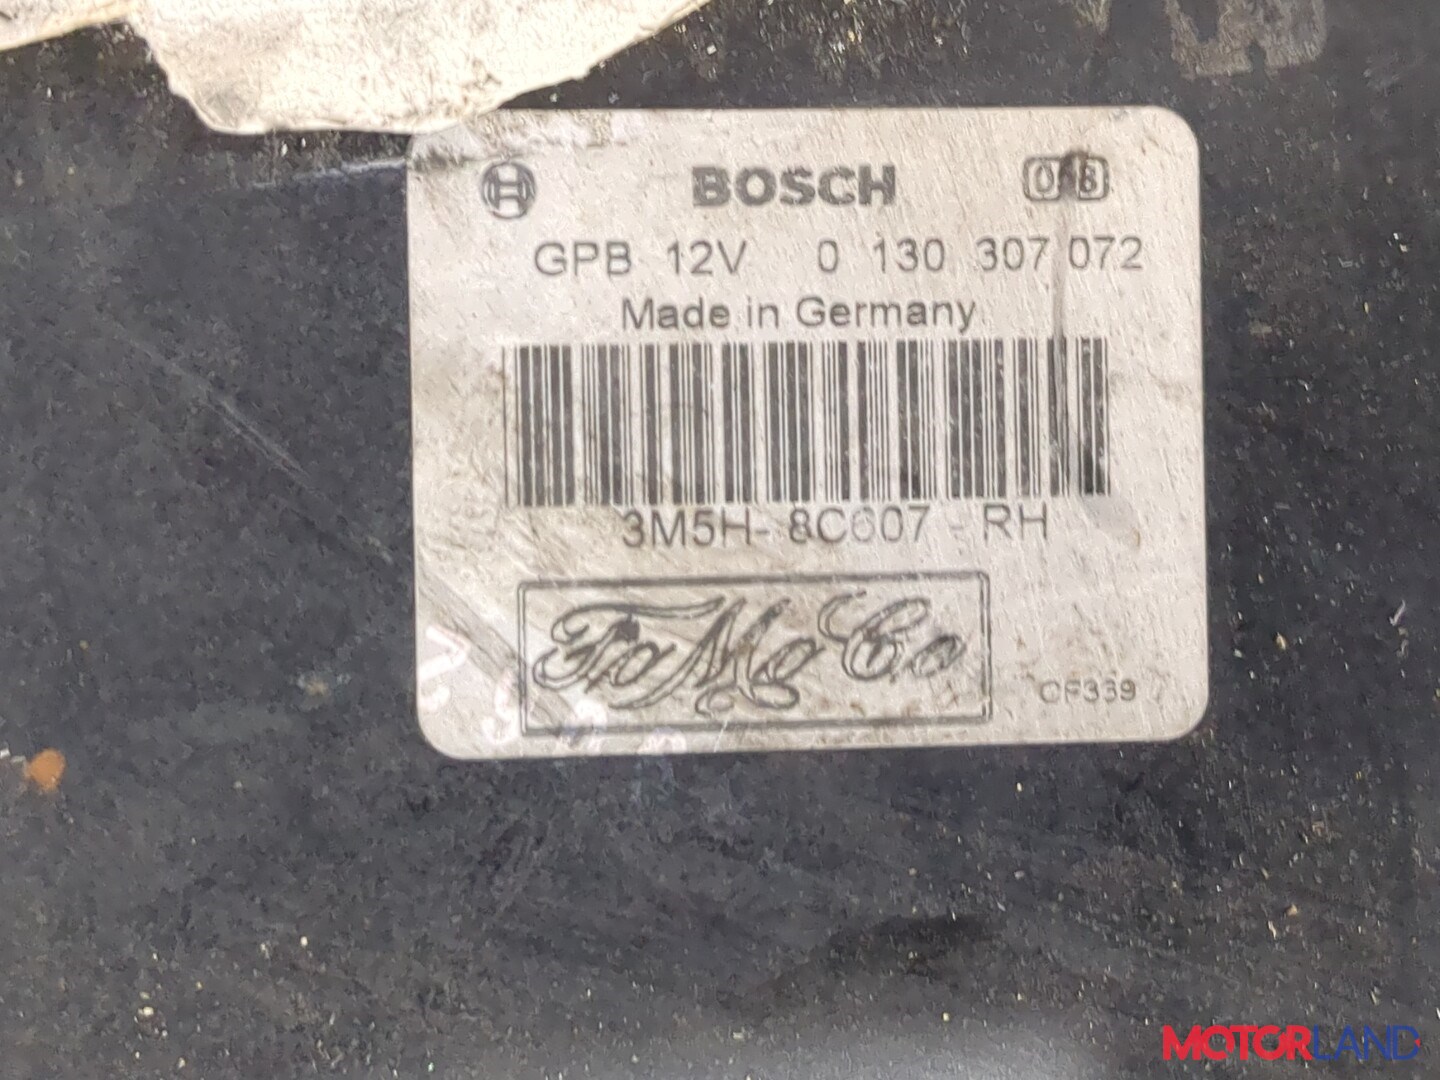 BOSCH
GPB 12V 0 130 307 072
Made in Germany
3M5H- 8C607 - RH
FoMoCo
CF339
MOTORLAND